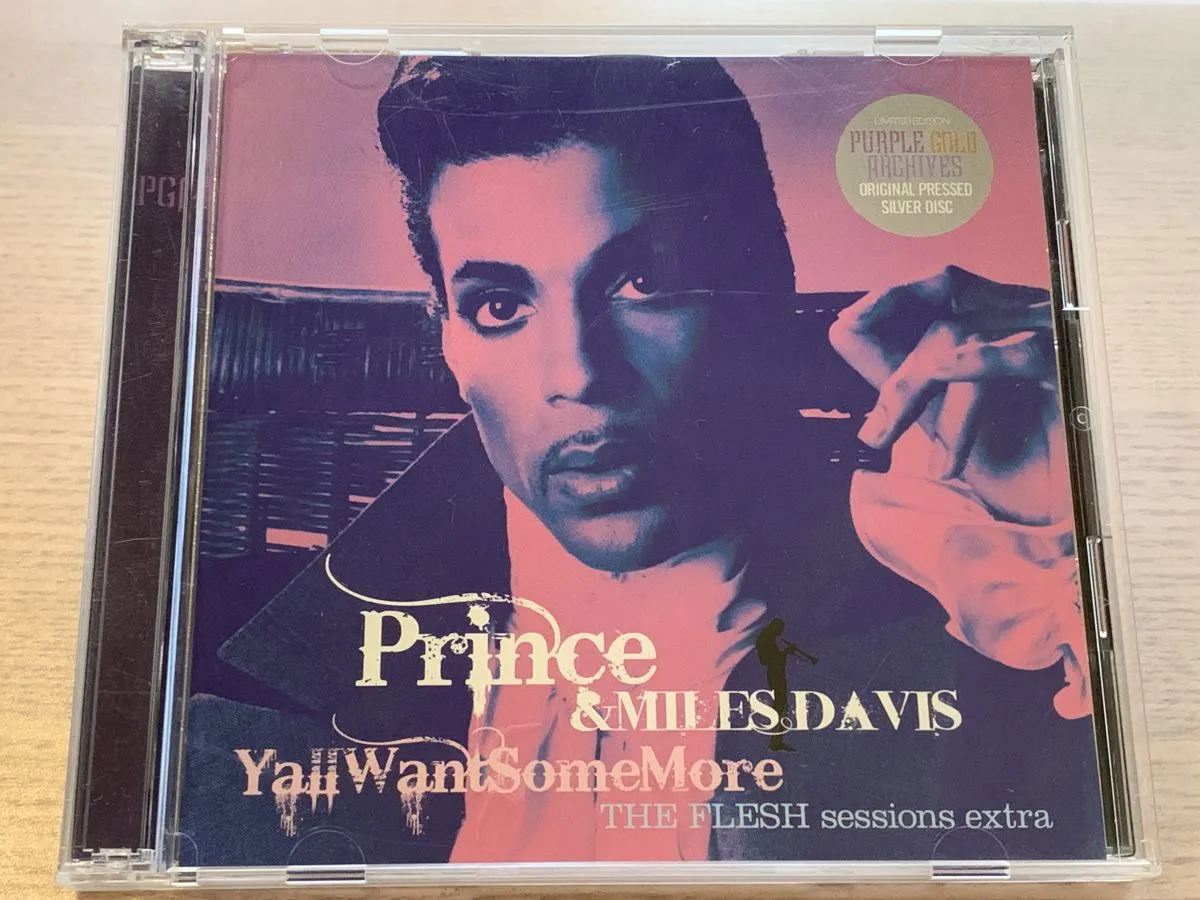 LIMITED EDITION
PURPLE GOLD
ARCHIVES
ORIGINAL PRESSED
SILVER DISC
PGA
Prince
&MILES DAVIS
YallWantSomeMore
THE FLESH sessions extra